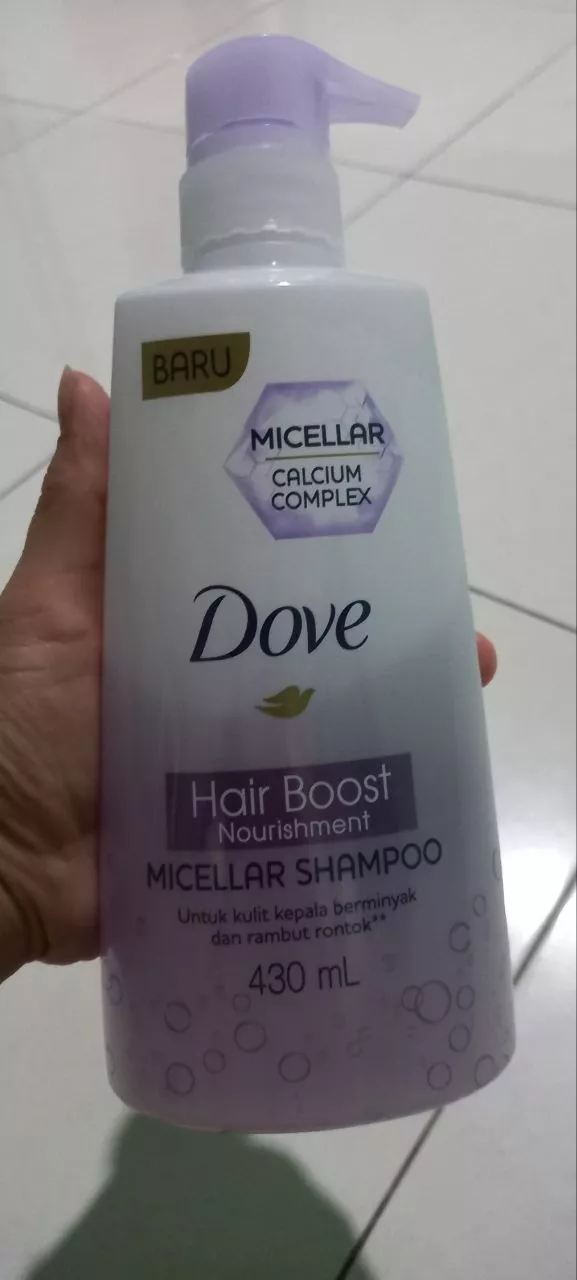 BARU
MICELLAR
CALCIUM
COMPLEX
Dove
Hair Boost
Nourishment
MICELLAR SHAMPOO
Untuk kulit kepala berminyak
dan rambut rontok**
430 mL